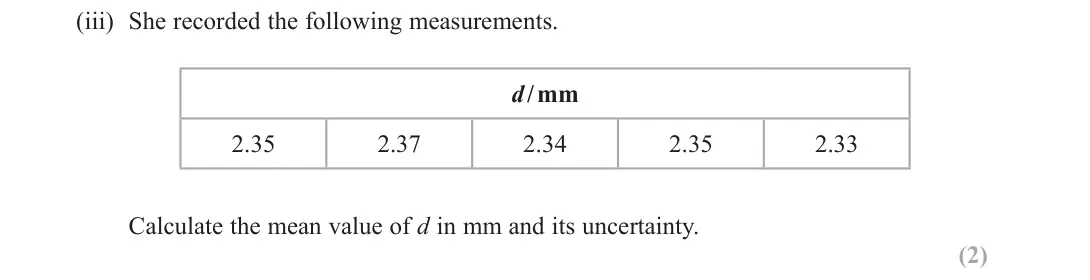 (iii) She recorded the following measurements.
d/mm
2.35 2.37 2.34 2.35 2.33
Calculate the mean value of d in mm and its uncertainty.
(2)